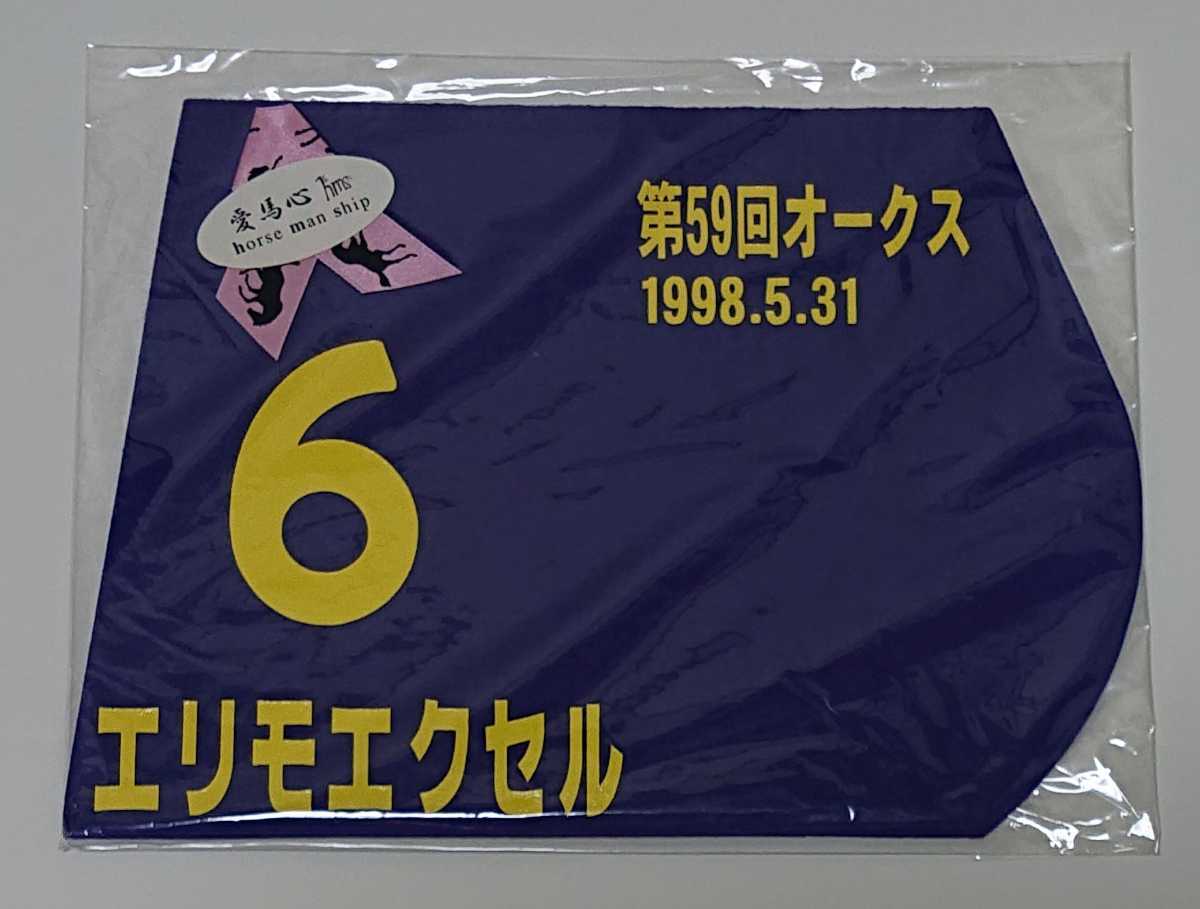 愛馬心 hms
horse man ship
第59回オークス
1998.5.31
6
エリモエクセル